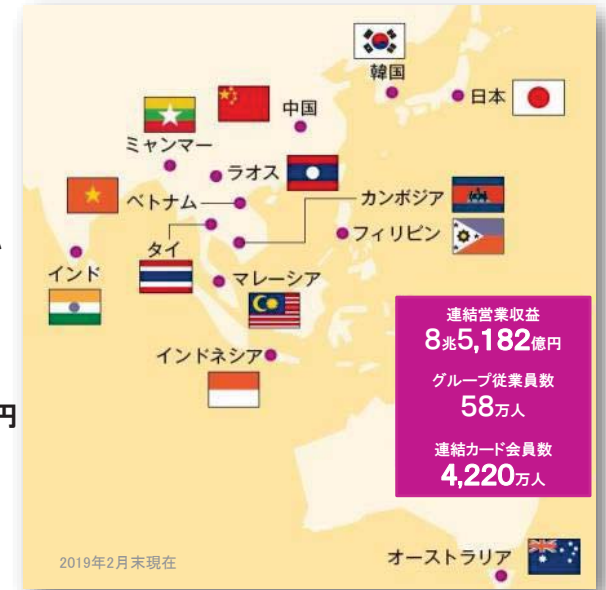 韓国
日本
中国
ミャンマー
ラオス
ベトナム
カンボジア
フィリピン
タイ
インド
マレーシア
インドネシア
連結営業収益
8兆5,182億円
グループ従業員数
58万人
連結カード会員数
4,220万人
円
2019年2月末現在
オーストラリア